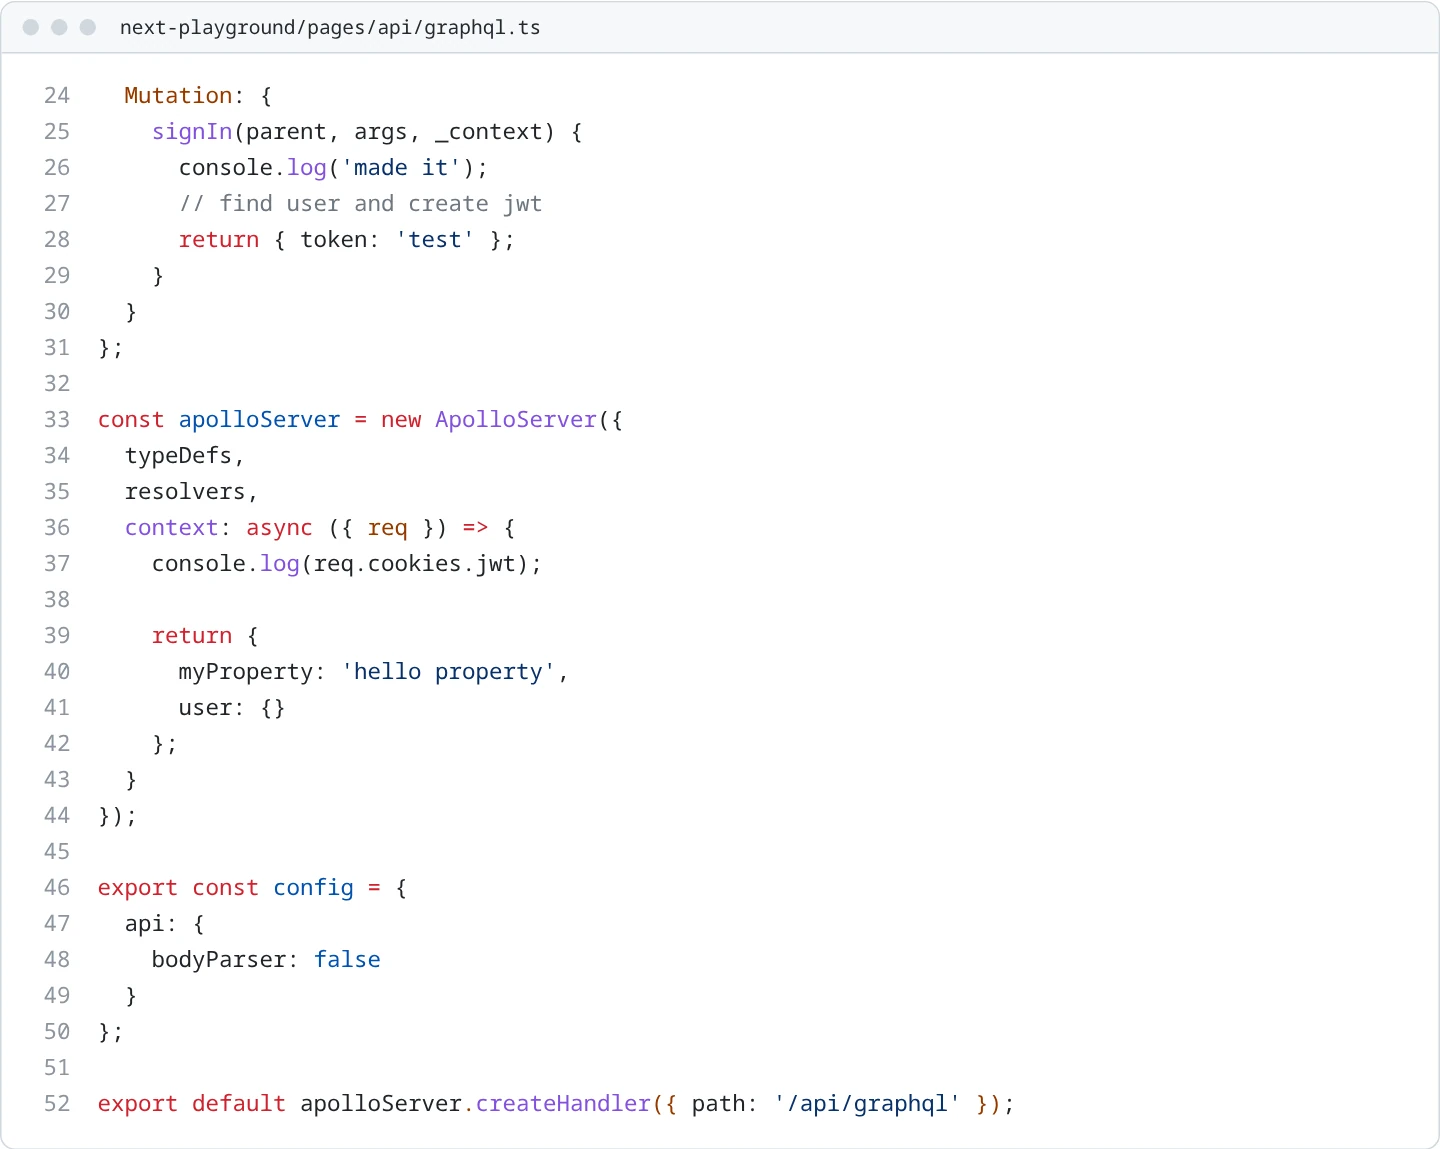 next-playground/pages/api/graphql.ts
24   Mutation: {
25     signIn(parent, args, _context) {
26       console.log('made it');
27       // find user and create jwt
28       return { token: 'test' };
29     }
30   }
31 };
32
33 const apolloServer = new ApolloServer({
34   typeDefs,
35   resolvers,
36   context: async ({ req }) => {
37     console.log(req.cookies.jwt);
38
39     return {
40       myProperty: 'hello property',
41       user: {}
42     };
43   }
44 });
45
46 export const config = {
47   api: {
48     bodyParser: false
49   }
50 };
51
52 export default apolloServer.createHandler({ path: '/api/graphql' });